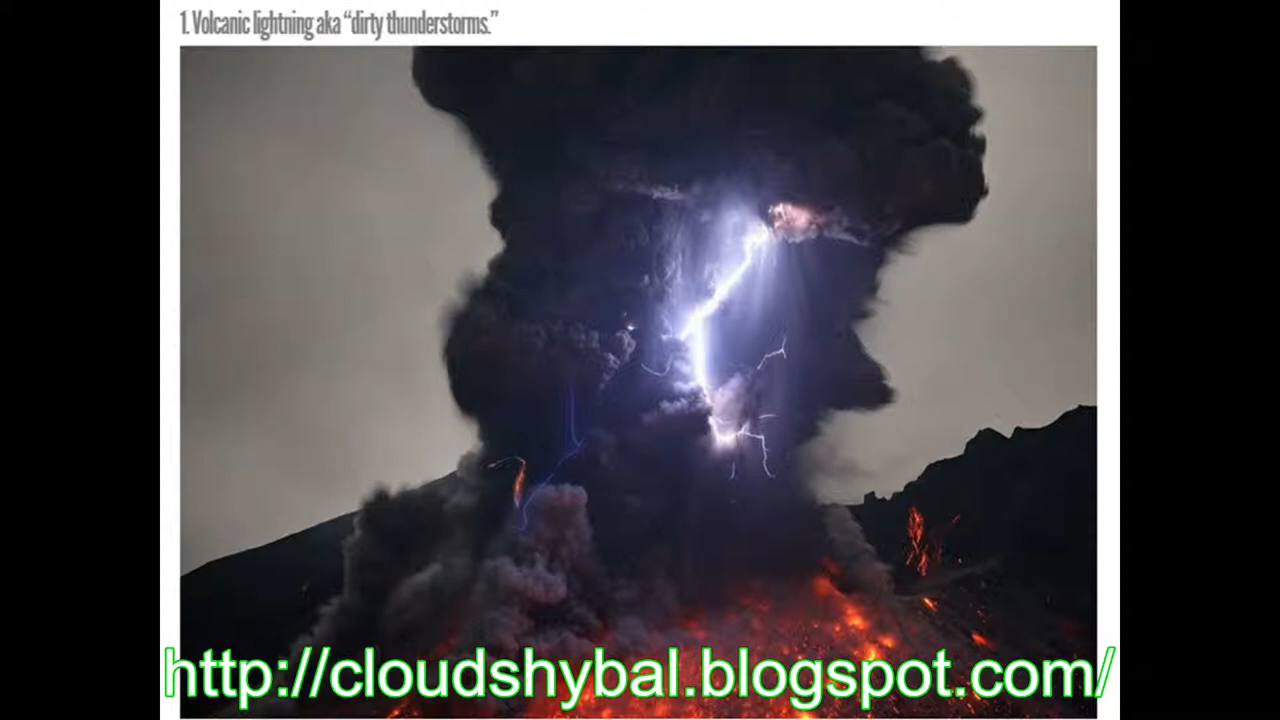 1. Volcanic lightning aka “dirty thunderstorms.”
http://cloudshybal.blogspot.com/